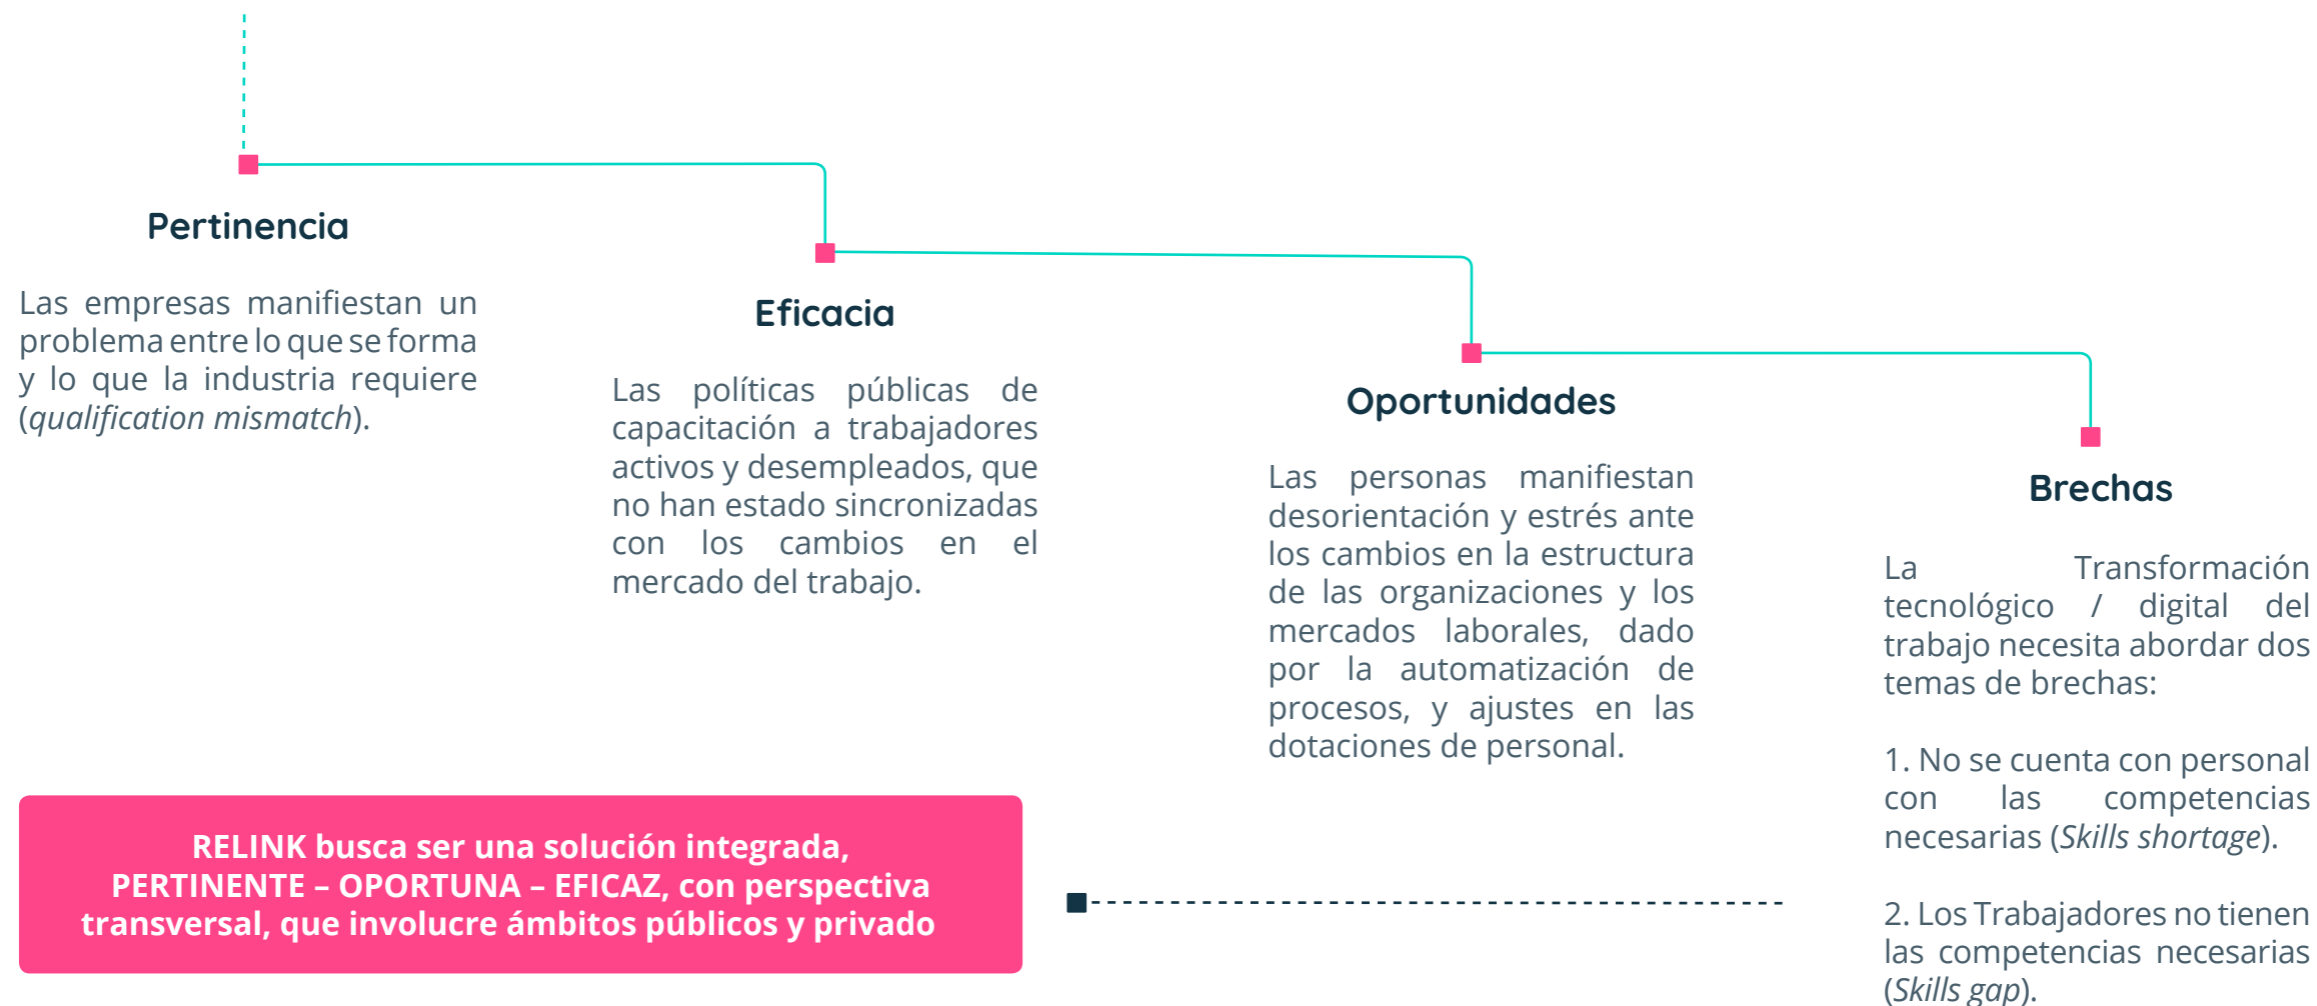 Pertinencia
Las empresas manifiestan un
problema entre lo que se forma
y lo que la industria requiere
(qualification mismatch).
Eficacia
Las políticas públicas de
capacitación a trabajadores
activos y desempleados, que
no han estado sincronizadas
con los cambios en el
mercado del trabajo.
Oportunidades
Las personas manifiestan
desorientación y estrés ante
los cambios en la estructura
de las organizaciones y los
mercados laborales, dado
por la automatización de
procesos, y ajustes en las
dotaciones de personal.
Brechas
La Transformación
tecnológico / digital del
trabajo necesita abordar dos
temas de brechas:
1. No se cuenta con personal
con las competencias
necesarias (Skills shortage).
2. Los Trabajadores no tienen
las competencias necesarias
(Skills gap).
RELINK busca ser una solución integrada,
PERTINENTE – OPORTUNA – EFICAZ, con perspectiva
transversal, que involucre ámbitos públicos y privado